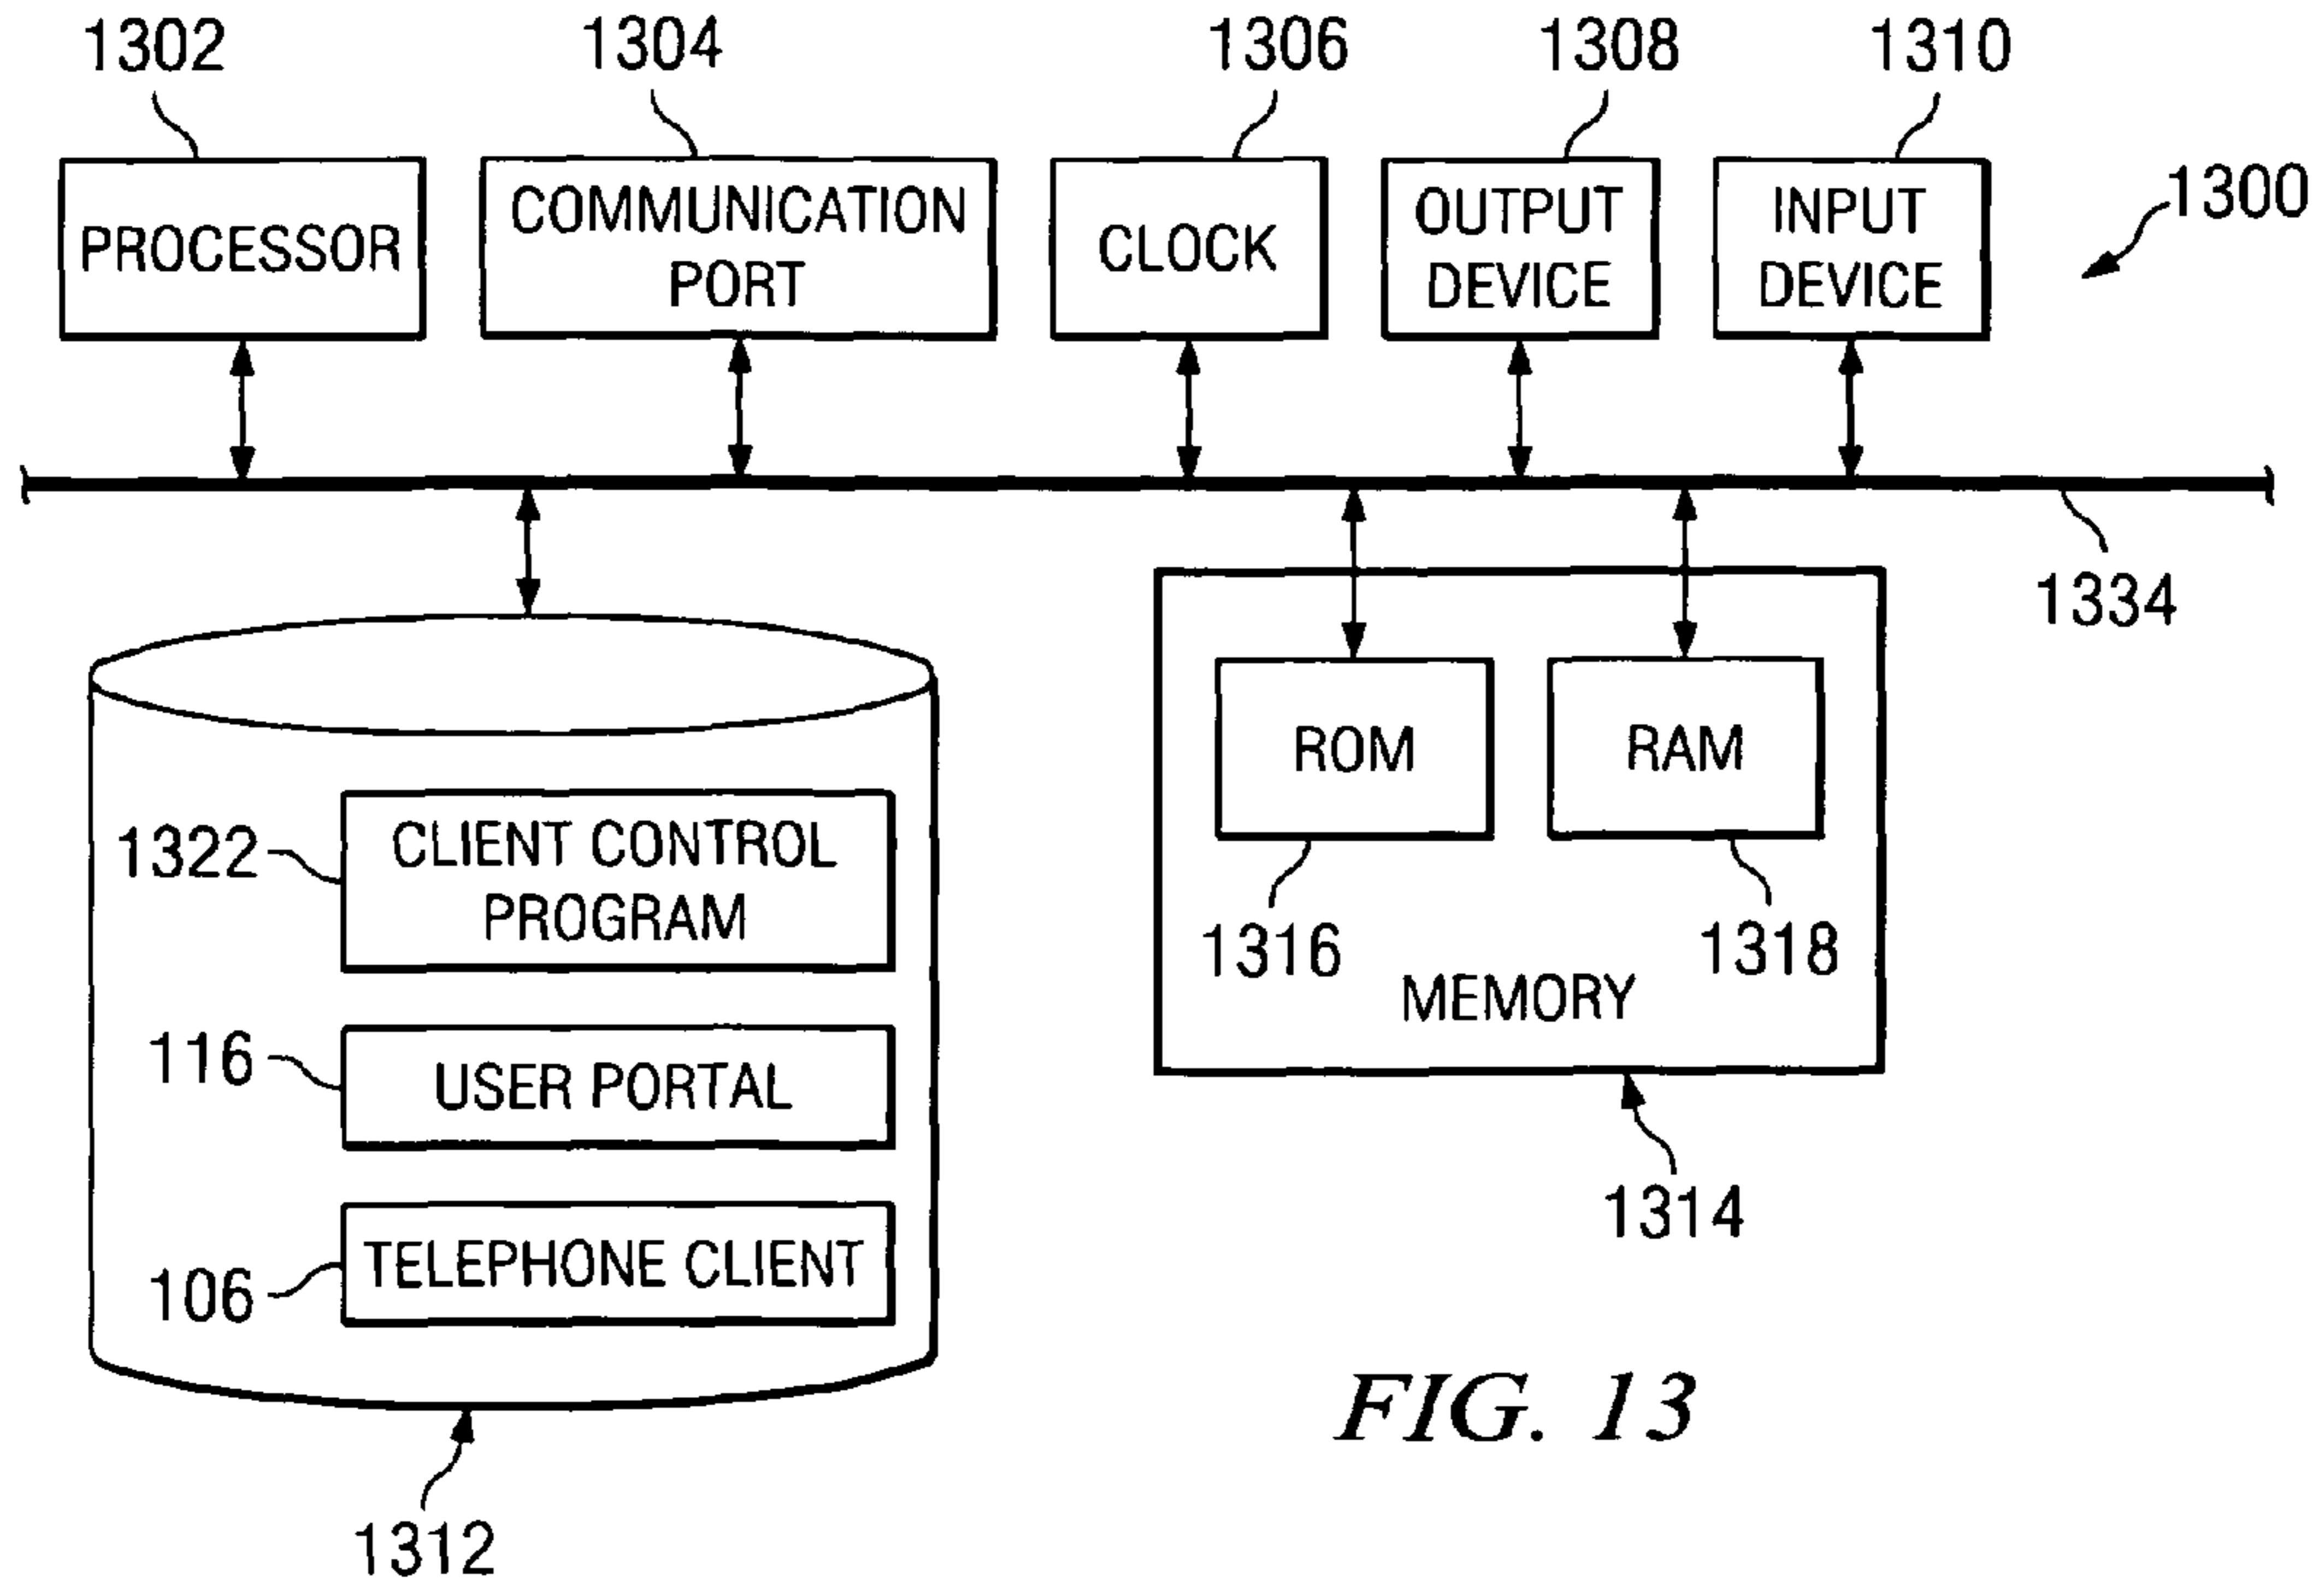 1302
1304
1306
1308
1310
1300
PROCESSOR
COMMUNICATION
PORT
CLOCK
OUTPUT
DEVICE
INPUT
DEVICE
1334
ROM
RAM
1316
1318
MEMORY
1314
1322
CLIENT CONTROL
PROGRAM
116
USER PORTAL
106
TELEPHONE CLIENT
1312
FIG. 13